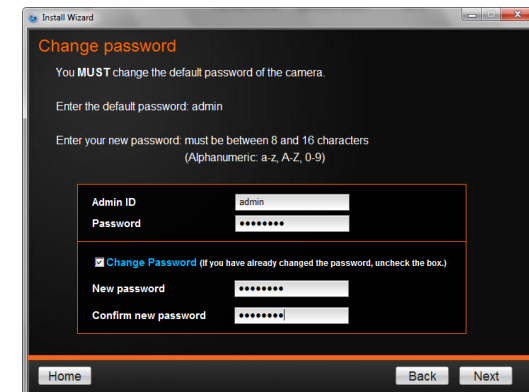 Install Wizard
Change password
You MUST change the default password of the camera.
Enter the default password: admin
Enter your new password: must be between 8 and 16 characters
(Alphanumeric: a-z, A-Z, 0-9)
Admin ID admin
Password ••••••••
Change Password (If you have already changed the password, uncheck the box.)
New password ••••••••
Confirm new password ••••••••
Home Back Next